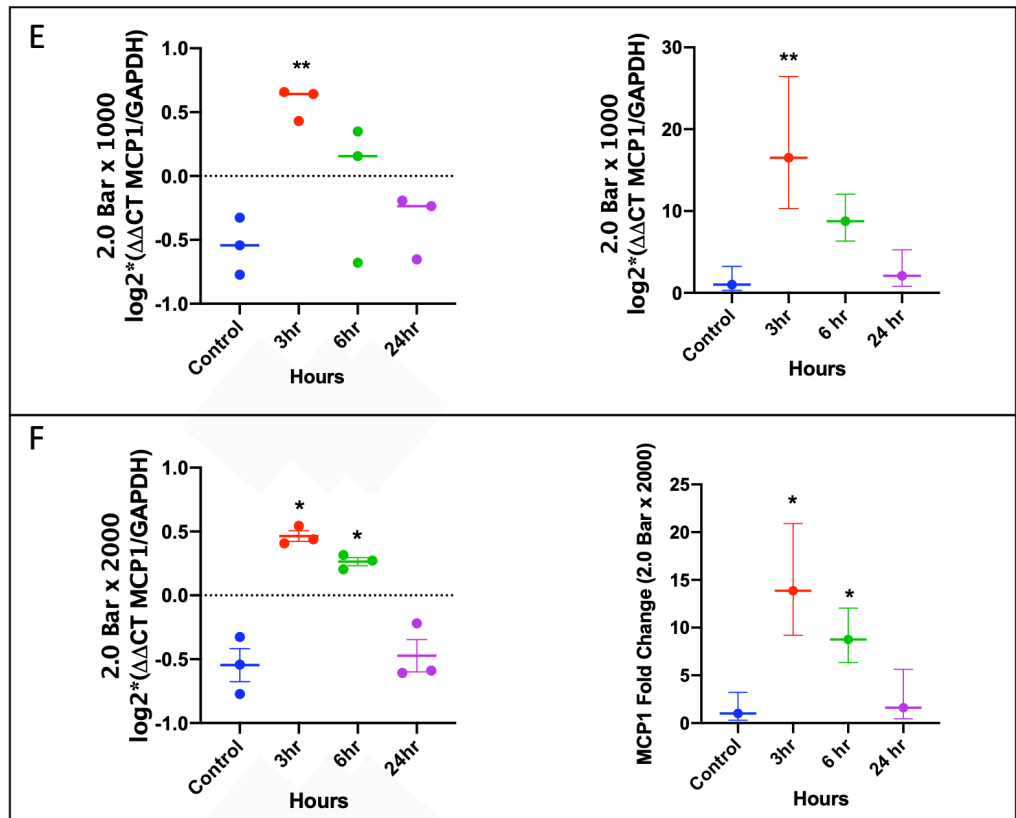 E
2.0 Bar x 1000
log2*(ΔΔCT MCP1/GAPDH)
1.0
0.5
0.0
-0.5
-1.0
**
Control
3hr
6hr
24hr
Hours
2.0 Bar x 1000
log2*(ΔΔCT MCP1/GAPDH)
30
20
10
0
**
Control
3hr
6 hr
24 hr
Hours
F
2.0 Bar x 2000
log2*(ΔΔCT MCP1/GAPDH)
1.0
0.5
0.0
-0.5
-1.0
*
*
Control
3hr
6hr
24hr
Hours
MCP1 Fold Change (2.0 Bar x 2000)
25
20
15
10
5
0
*
*
Control
3hr
6 hr
24 hr
Hours